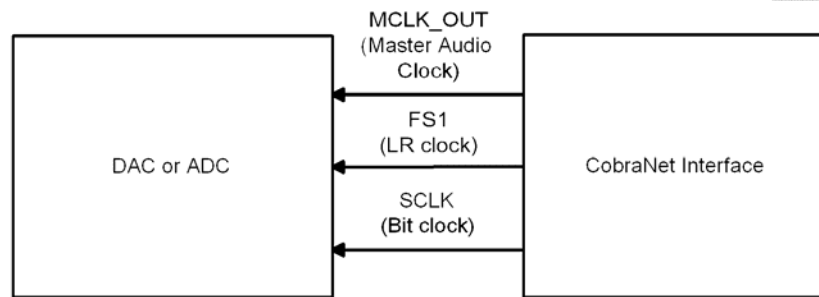 MCLK_OUT
(Master Audio
Clock)
FS1
(LR clock)
DAC or ADC
CobraNet Interface
SCLK
(Bit clock)